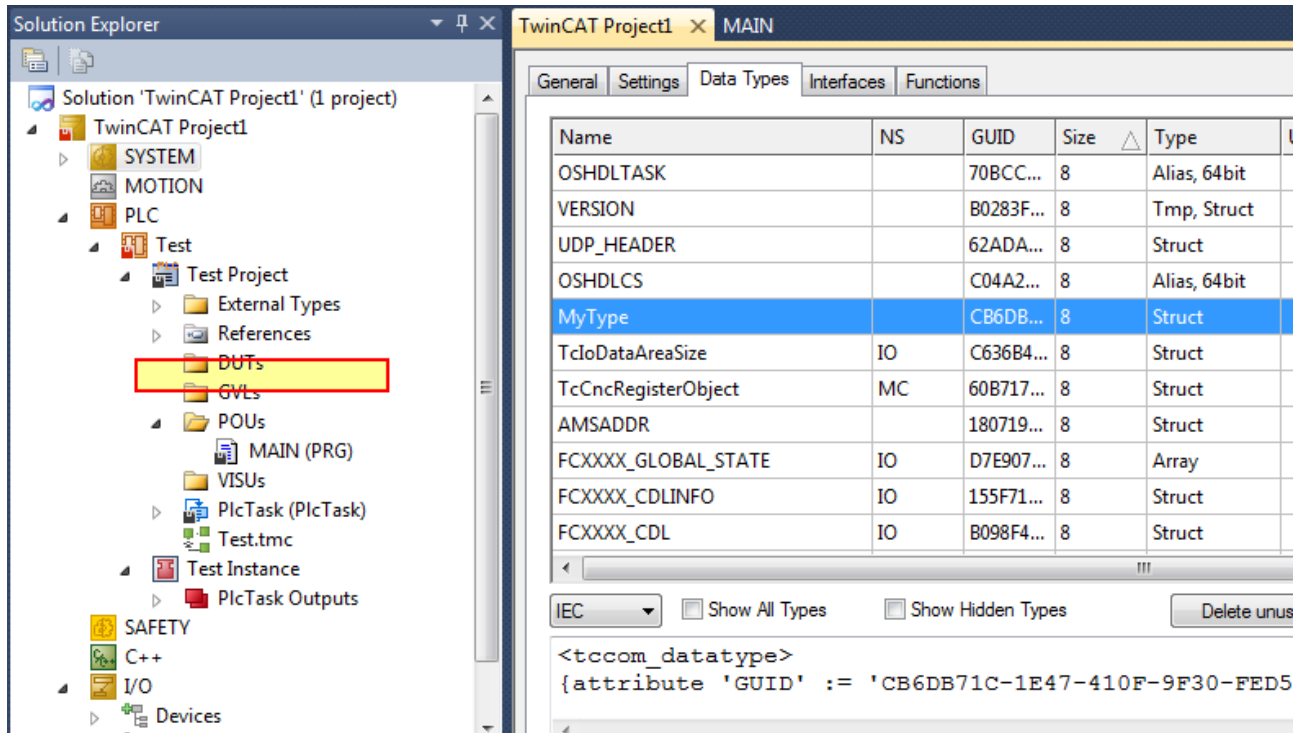 Solution Explorer
Solution 'TwinCAT Project1' (1 project)
TwinCAT Project1
SYSTEM
MOTION
PLC
Test
Test Project
External Types
References
DUTs
GVLs
POUs
MAIN (PRG)
VISUs
PlcTask (PlcTask)
Test.tmc
Test Instance
PlcTask Outputs
SAFETY
C++
I/O
Devices
TwinCAT Project1 MAIN
General Settings Data Types Interfaces Functions
Name NS GUID Size Type
OSHDLTASK 70BCC... 8 Alias, 64bit
VERSION B0283F... 8 Tmp, Struct
UDP_HEADER 62ADA... 8 Struct
OSHDLCS C04A2... 8 Alias, 64bit
MyType CB6DB... 8 Struct
TcIoDataAreaSize IO C636B4... 8 Struct
TcCncRegisterObject MC 60B717... 8 Struct
AMSADDR 180719... 8 Struct
FCXXXX_GLOBAL_STATE IO D7E907... 8 Array
FCXXXX_CDLINFO IO 155F71... 8 Struct
FCXXXX_CDL IO B098F4... 8 Struct
IEC Show All Types Show Hidden Types Delete unus
<tccom_datatype>
{attribute 'GUID' := 'CB6DB71C-1E47-410F-9F30-FED5